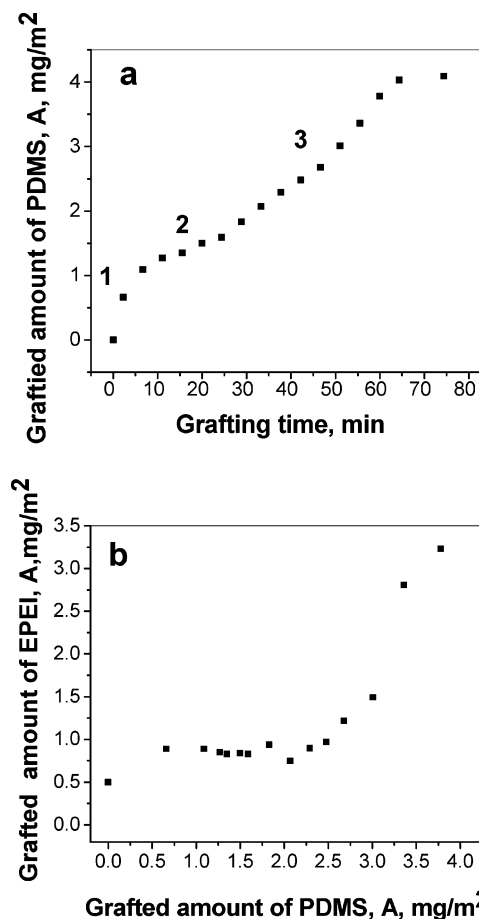 a
Graftied amount of PDMS, A, mg/m²
4
3
2
1
0
1
2
3
0 10 20 30 40 50 60 70 80
Grafting time, min
b
Grafted amount of EPEI, A,mg/m²
3.5
3.0
2.5
2.0
1.5
1.0
0.5
0.0
0.0 0.5 1.0 1.5 2.0 2.5 3.0 3.5 4.0
Grafted amount of PDMS, A, mg/m²